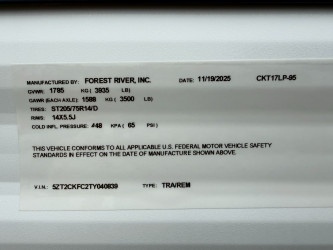 MANUFACTURED BY: FOREST RIVER, INC. DATE: 11/19/2025 CKT17LP-95
GVWR: 1785 KG ( 3935 LB)
GAWR (EACH AXLE): 1588 KG ( 3500 LB)
TIRES: ST205/75R14/D
RIMS: 14X5.5J
COLD INFL. PRESSURE: 448 KPA ( 65 PSI)
THIS VEHICLE CONFORMS TO ALL APPLICABLE U.S. FEDERAL MOTOR VEHICLE SAFETY
STANDARDS IN EFFECT ON THE DATE OF MANUFACTURE SHOWN ABOVE.
V.I.N.: 5ZT2CKFC2TY040839 TYPE: TRA/REM